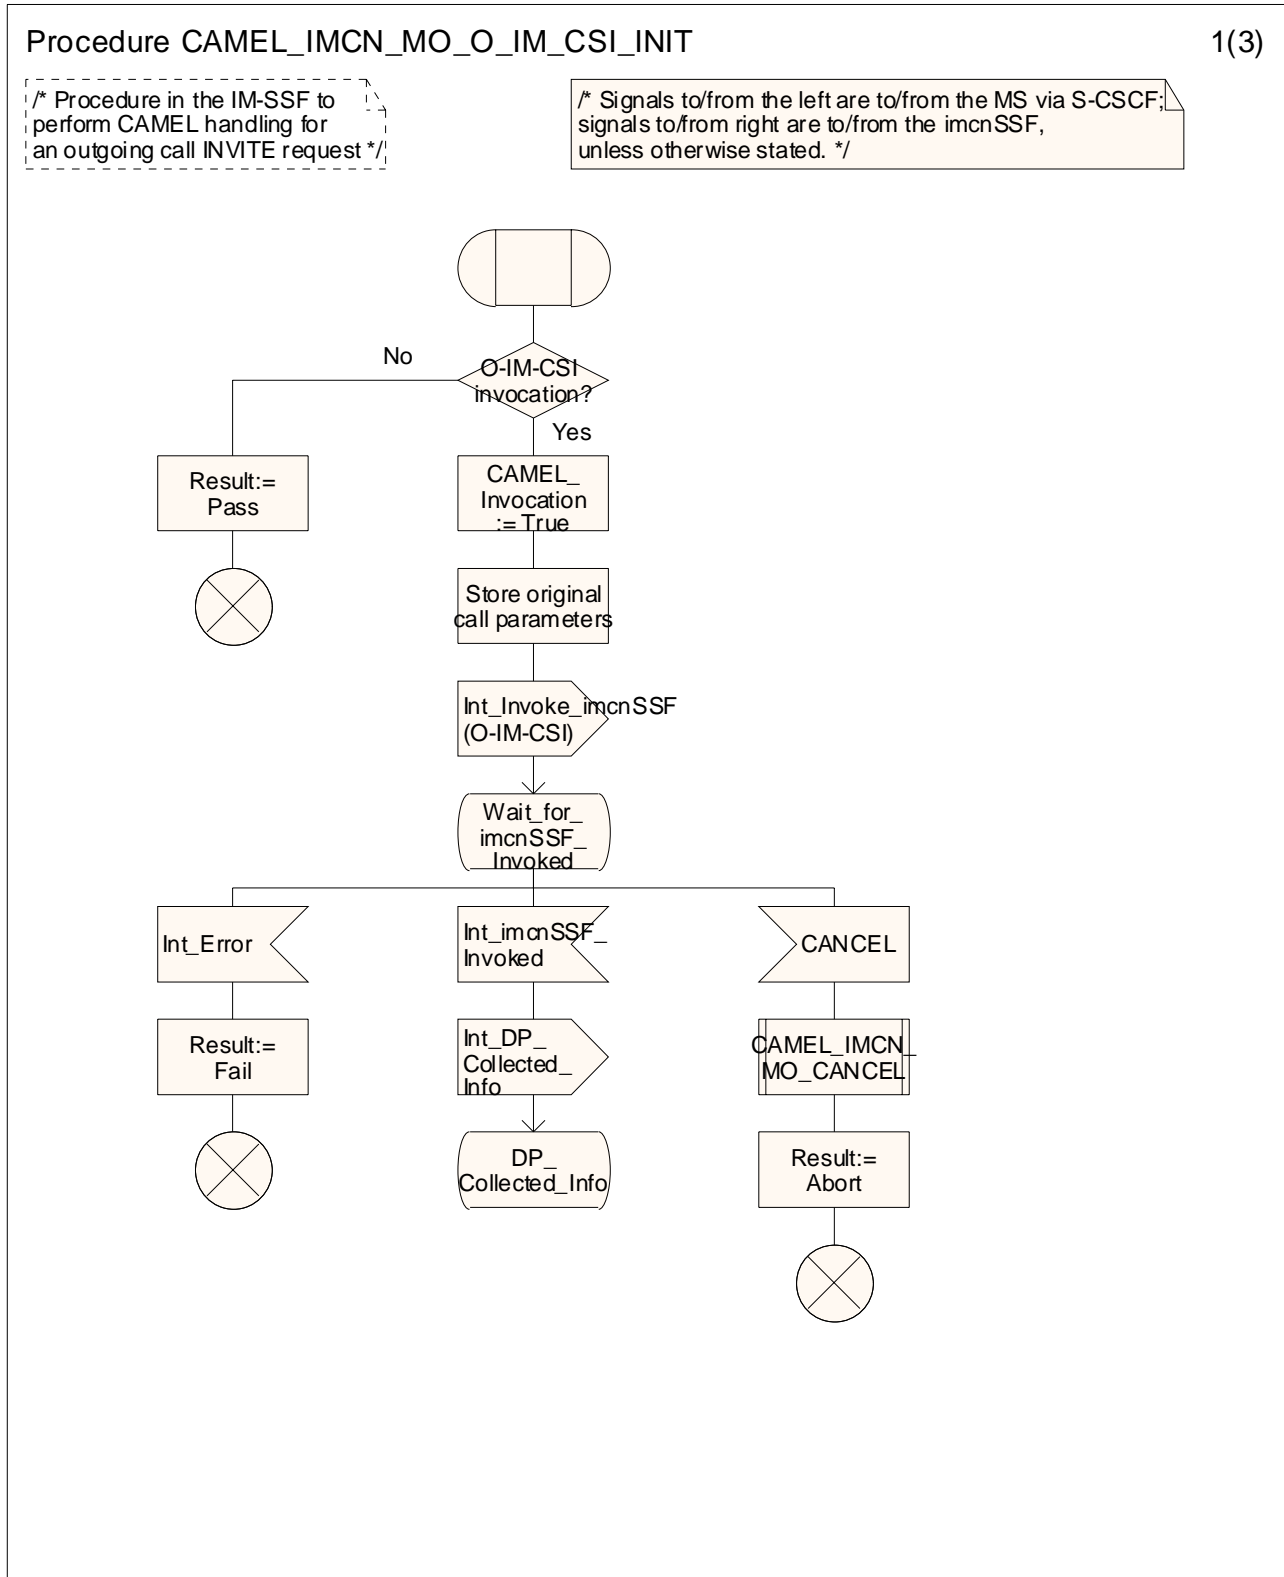 Procedure CAMEL_IMCN_MO_O_IM_CSI_INIT
1(3)
/* Procedure in the IM-SSF to
perform CAMEL handling for
an outgoing call INVITE request */
/* Signals to/from the left are to/from the MS via S-CSCF;
signals to/from right are to/from the imcnSSF,
unless otherwise stated. */
O-IM-CSI
invocation?
No
Yes
Result:=
Pass
CAMEL_
Invocation
:= True
Store original
call parameters
Int_Invoke_imcnSSF
(O-IM-CSI)
Wait_for_
imcnSSF_
Invoked
Int_Error
Int_imcnSSF_
Invoked
CANCEL
Result:=
Fail
Int_DP_
Collected_
Info
CAMEL_IMCN_
MO_CANCEL
DP_
Collected_Info
Result:=
Abort